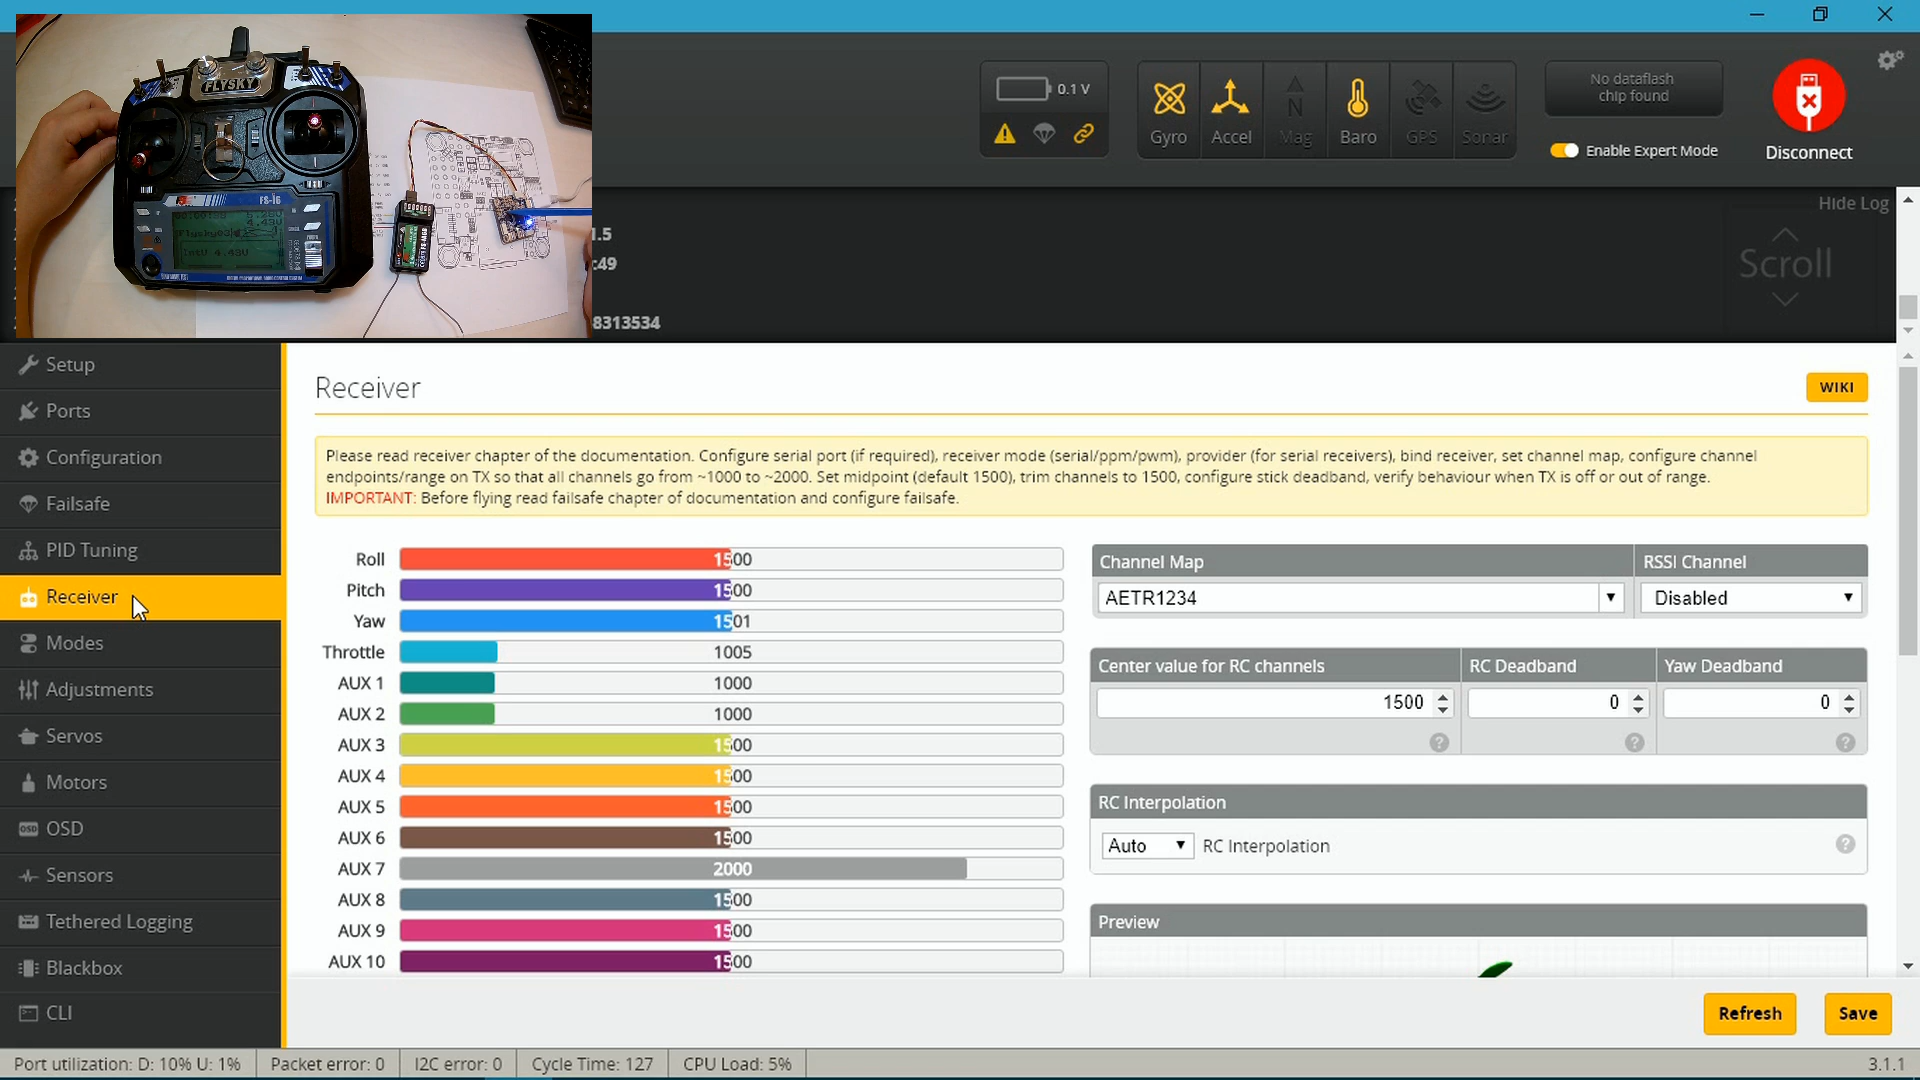 FLYSKY
FS-i6
IntV 4.43V
0.1 V
Gyro
Accel
Mag
Baro
GPS
Sonar
No dataflash
chip found
Enable Expert Mode
Disconnect
Hide Log
Scroll
1.5
c49
8313534
Setup
Ports
Configuration
Failsafe
PID Tuning
Receiver
Modes
Adjustments
Servos
Motors
OSD
Sensors
Tethered Logging
Blackbox
CLI
Receiver
WIKI
Please read receiver chapter of the documentation. Configure serial port (if required), receiver mode (serial/ppm/pwm), provider (for serial receivers), bind receiver, set channel map, configure channel
endpoints/range on TX so that all channels go from ~1000 to ~2000. Set midpoint (default 1500), trim channels to 1500, configure stick deadband, verify behaviour when TX is off or out of range.
IMPORTANT: Before flying read failsafe chapter of documentation and configure failsafe.
Roll 1500
Pitch 1500
Yaw 1501
Throttle 1005
AUX 1 1000
AUX 2 1000
AUX 3 1500
AUX 4 1500
AUX 5 1500
AUX 6 1500
AUX 7 2000
AUX 8 1500
AUX 9 1500
AUX 10 1500
Channel Map RSSI Channel
AETR1234 Disabled
Center value for RC channels RC Deadband Yaw Deadband
1500 0 0
RC Interpolation
Auto RC Interpolation
Preview
Refresh Save
Port utilization: D: 10% U: 1% Packet error: 0 I2C error: 0 Cycle Time: 127 CPU Load: 5% 3.1.1